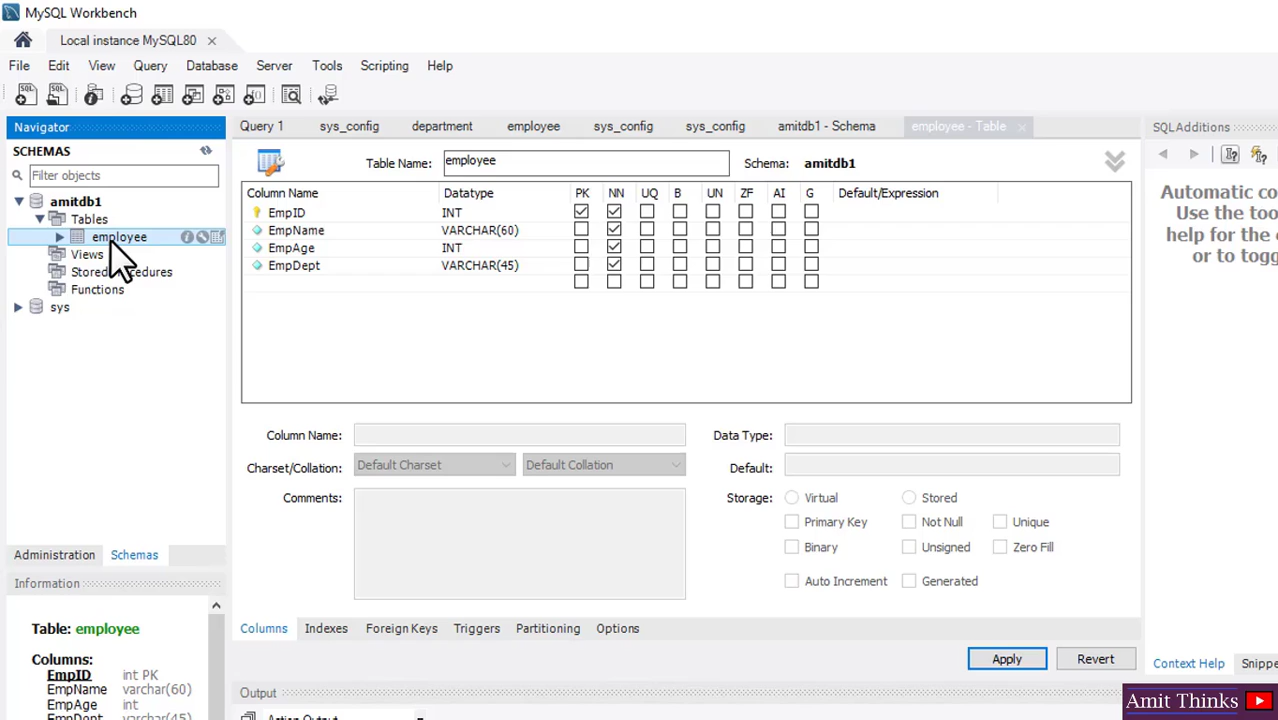 MySQL Workbench
Local instance MySQL80
File Edit View Query Database Server Tools Scripting Help
Navigator
SCHEMAS
Filter objects
amitdb1
Tables
employee
Views
Stored
Functions
sys
Administration Schemas
Information
Table: employee
Columns:
EmpID int PK
EmpName varchar(60)
EmpAge int
EmpDept varchar(45)
Query 1 sys_config department employee sys_config sys_config amitdb1 - Schema employee - Table
Table Name: employee Schema: amitdb1
Column Name Datatype PK NN UQ B UN ZF AI G Default/Expression
EmpID INT
EmpName VARCHAR(60)
EmpAge INT
EmpDept VARCHAR(45)
Column Name: Data Type:
Charset/Collation: Default Charset Default Collation Default:
Comments: Storage: Virtual Stored
Primary Key Not Null Unique
Binary Unsigned Zero Fill
Auto Increment Generated
Columns Indexes Foreign Keys Triggers Partitioning Options
Apply Revert
Output
Action Output
SQLAdditions
Automatic co
Use the too
help for the
or to togg
Context Help Snippe
Amit Thinks